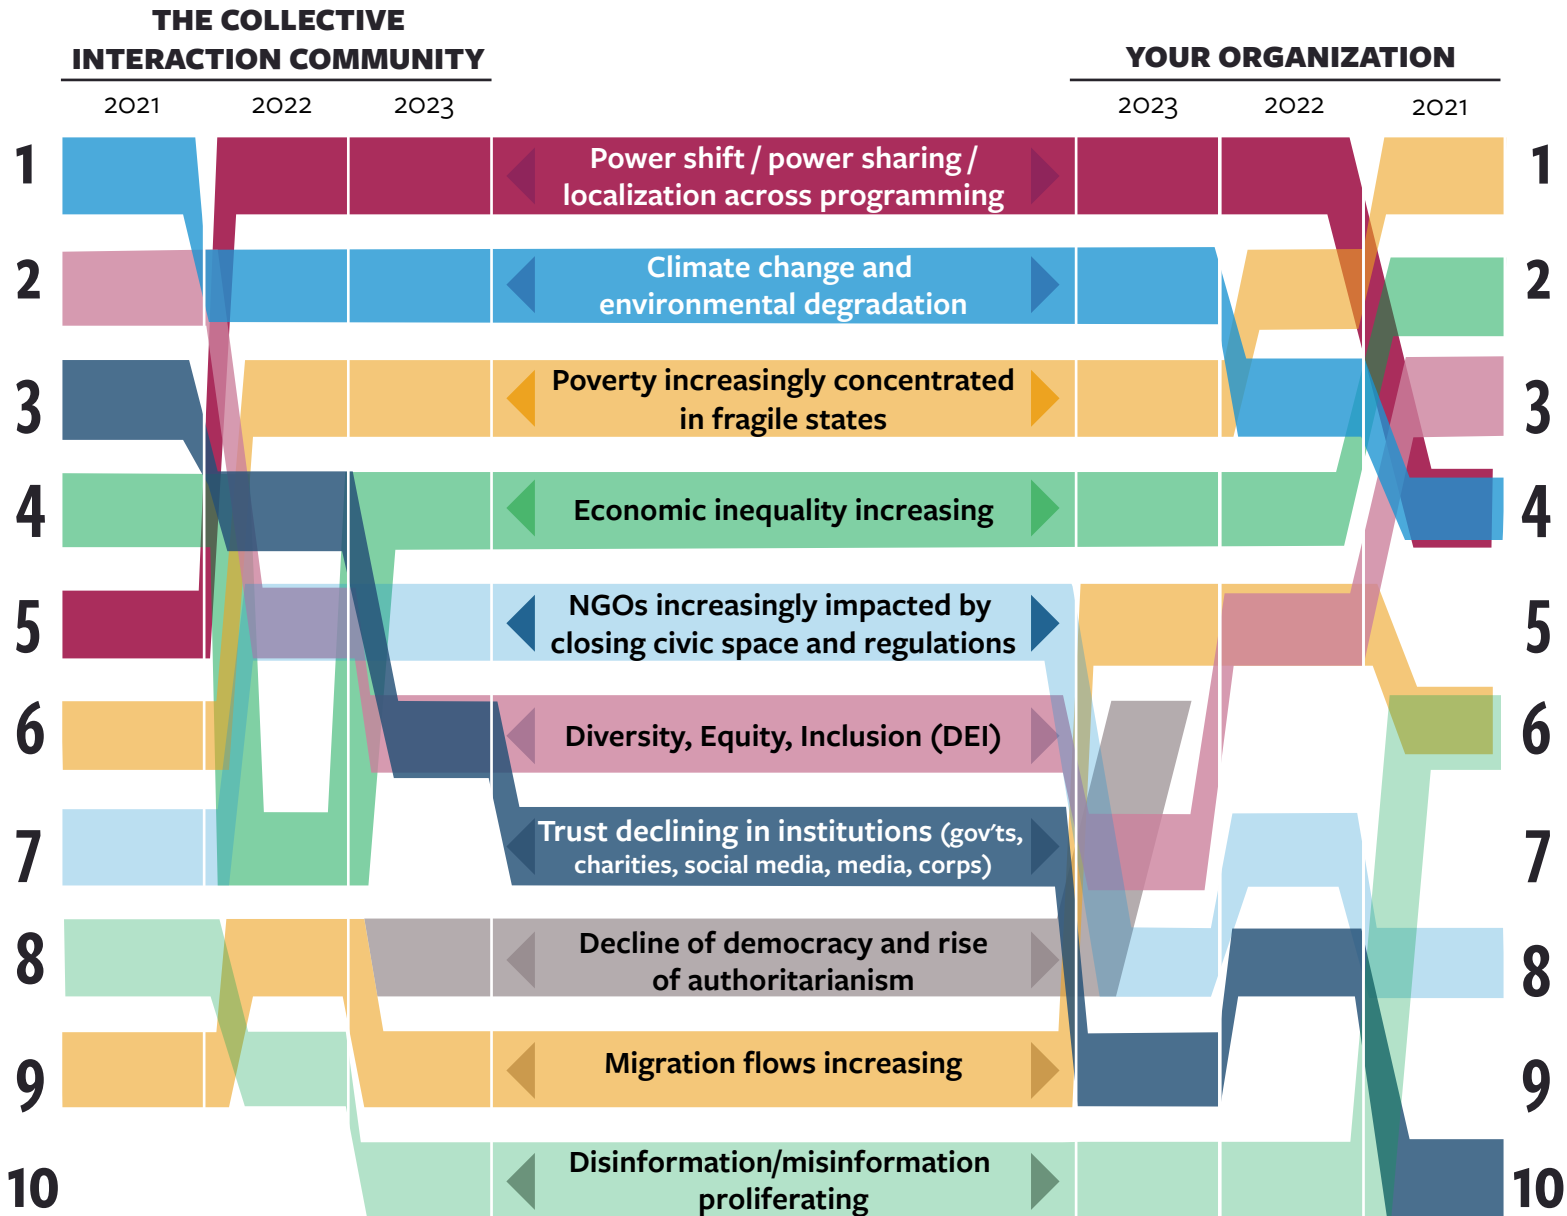 THE COLLECTIVE
INTERACTION COMMUNITY
YOUR ORGANIZATION
2021
2022
2023
2023
2022
2021
1
Power shift / power sharing /
localization across programming
1
2
Climate change and
environmental degradation
2
3
Poverty increasingly concentrated
in fragile states
3
4
Economic inequality increasing
4
5
NGOs increasingly impacted by
closing civic space and regulations
5
6
Diversity, Equity, Inclusion (DEI)
6
7
Trust declining in institutions (gov'ts,
charities, social media, media, corps)
7
8
Decline of democracy and rise
of authoritarianism
8
9
Migration flows increasing
9
10
Disinformation/misinformation
proliferating
10